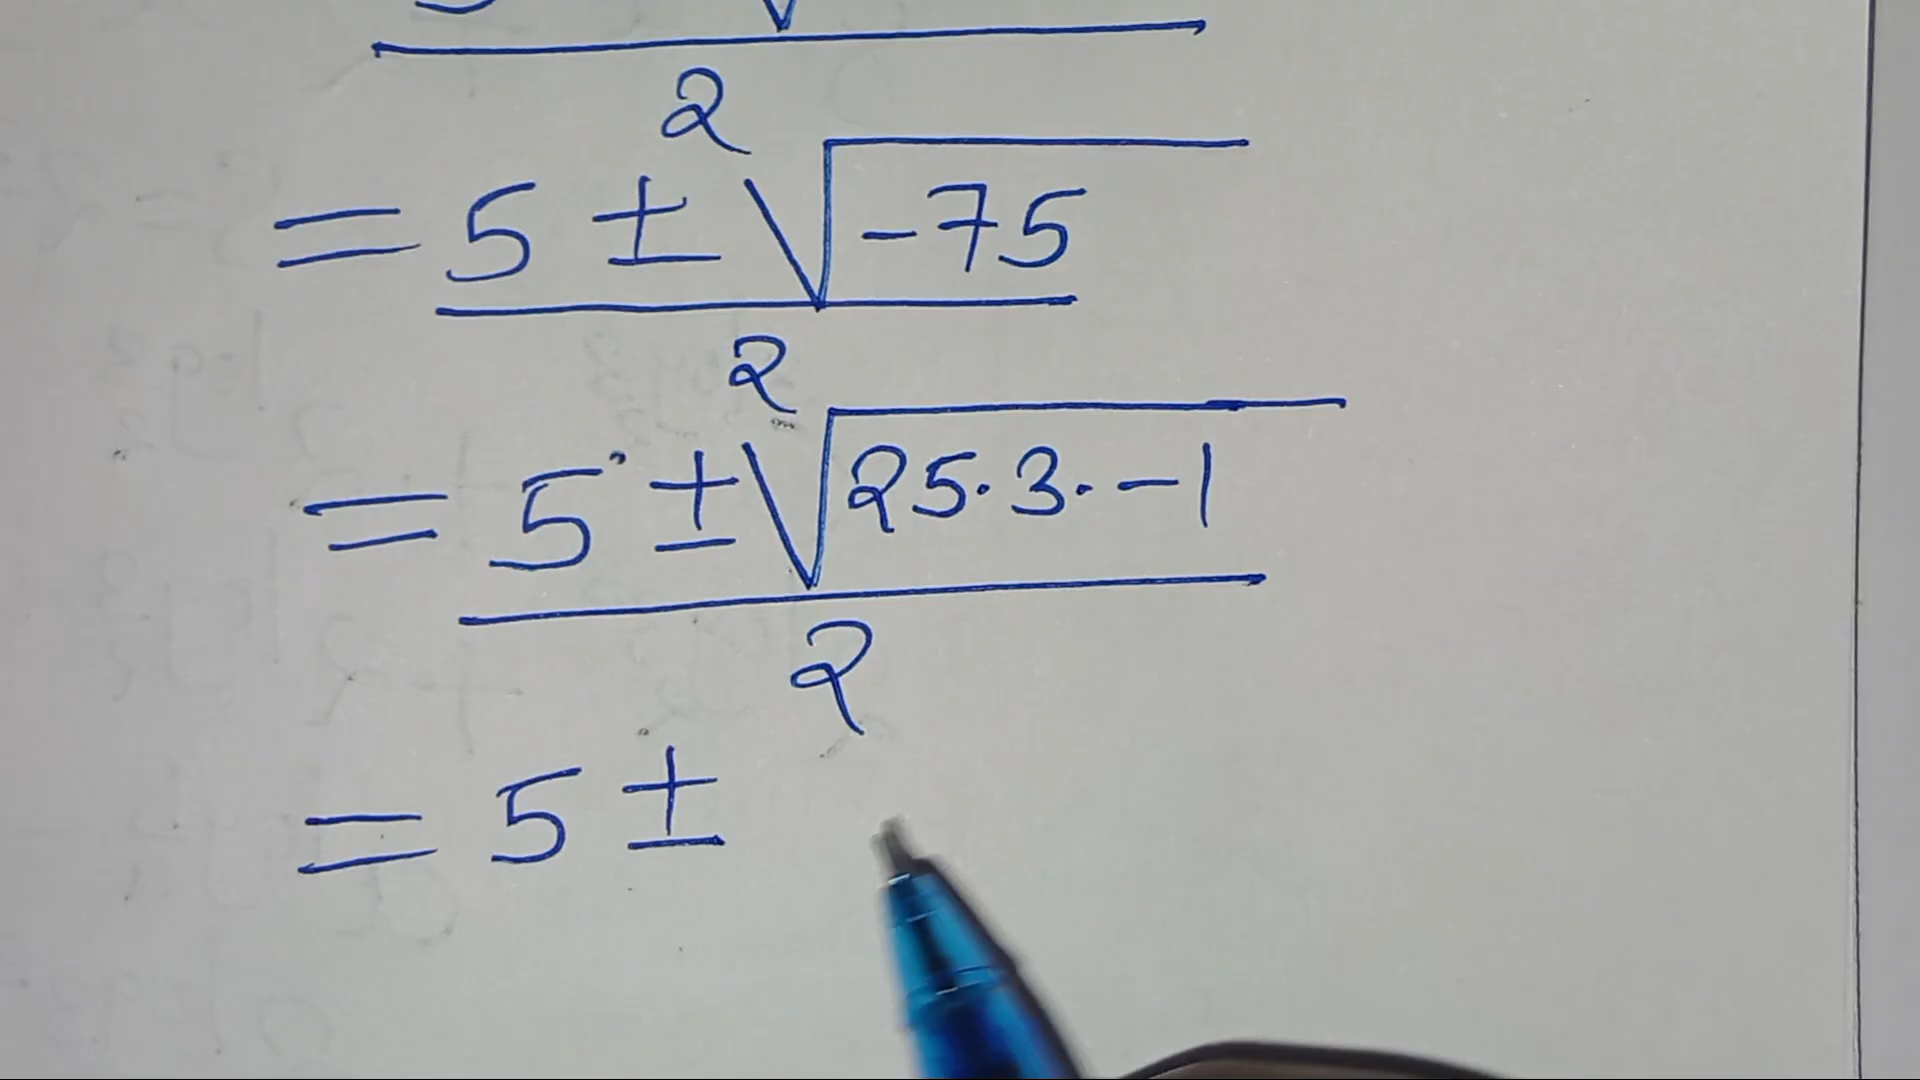 2
= 5 ± √-75
2
= 5 ± √25·3·-1
2
= 5 ±